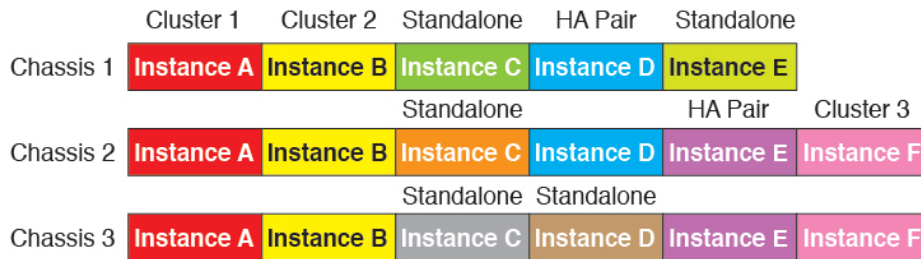 Cluster 1 Cluster 2 Standalone HA Pair Standalone
Chassis 1 Instance A Instance B Instance C Instance D Instance E
Standalone HA Pair Cluster 3
Chassis 2 Instance A Instance B Instance C Instance D Instance E Instance F
Standalone Standalone
Chassis 3 Instance A Instance B Instance C Instance D Instance E Instance F